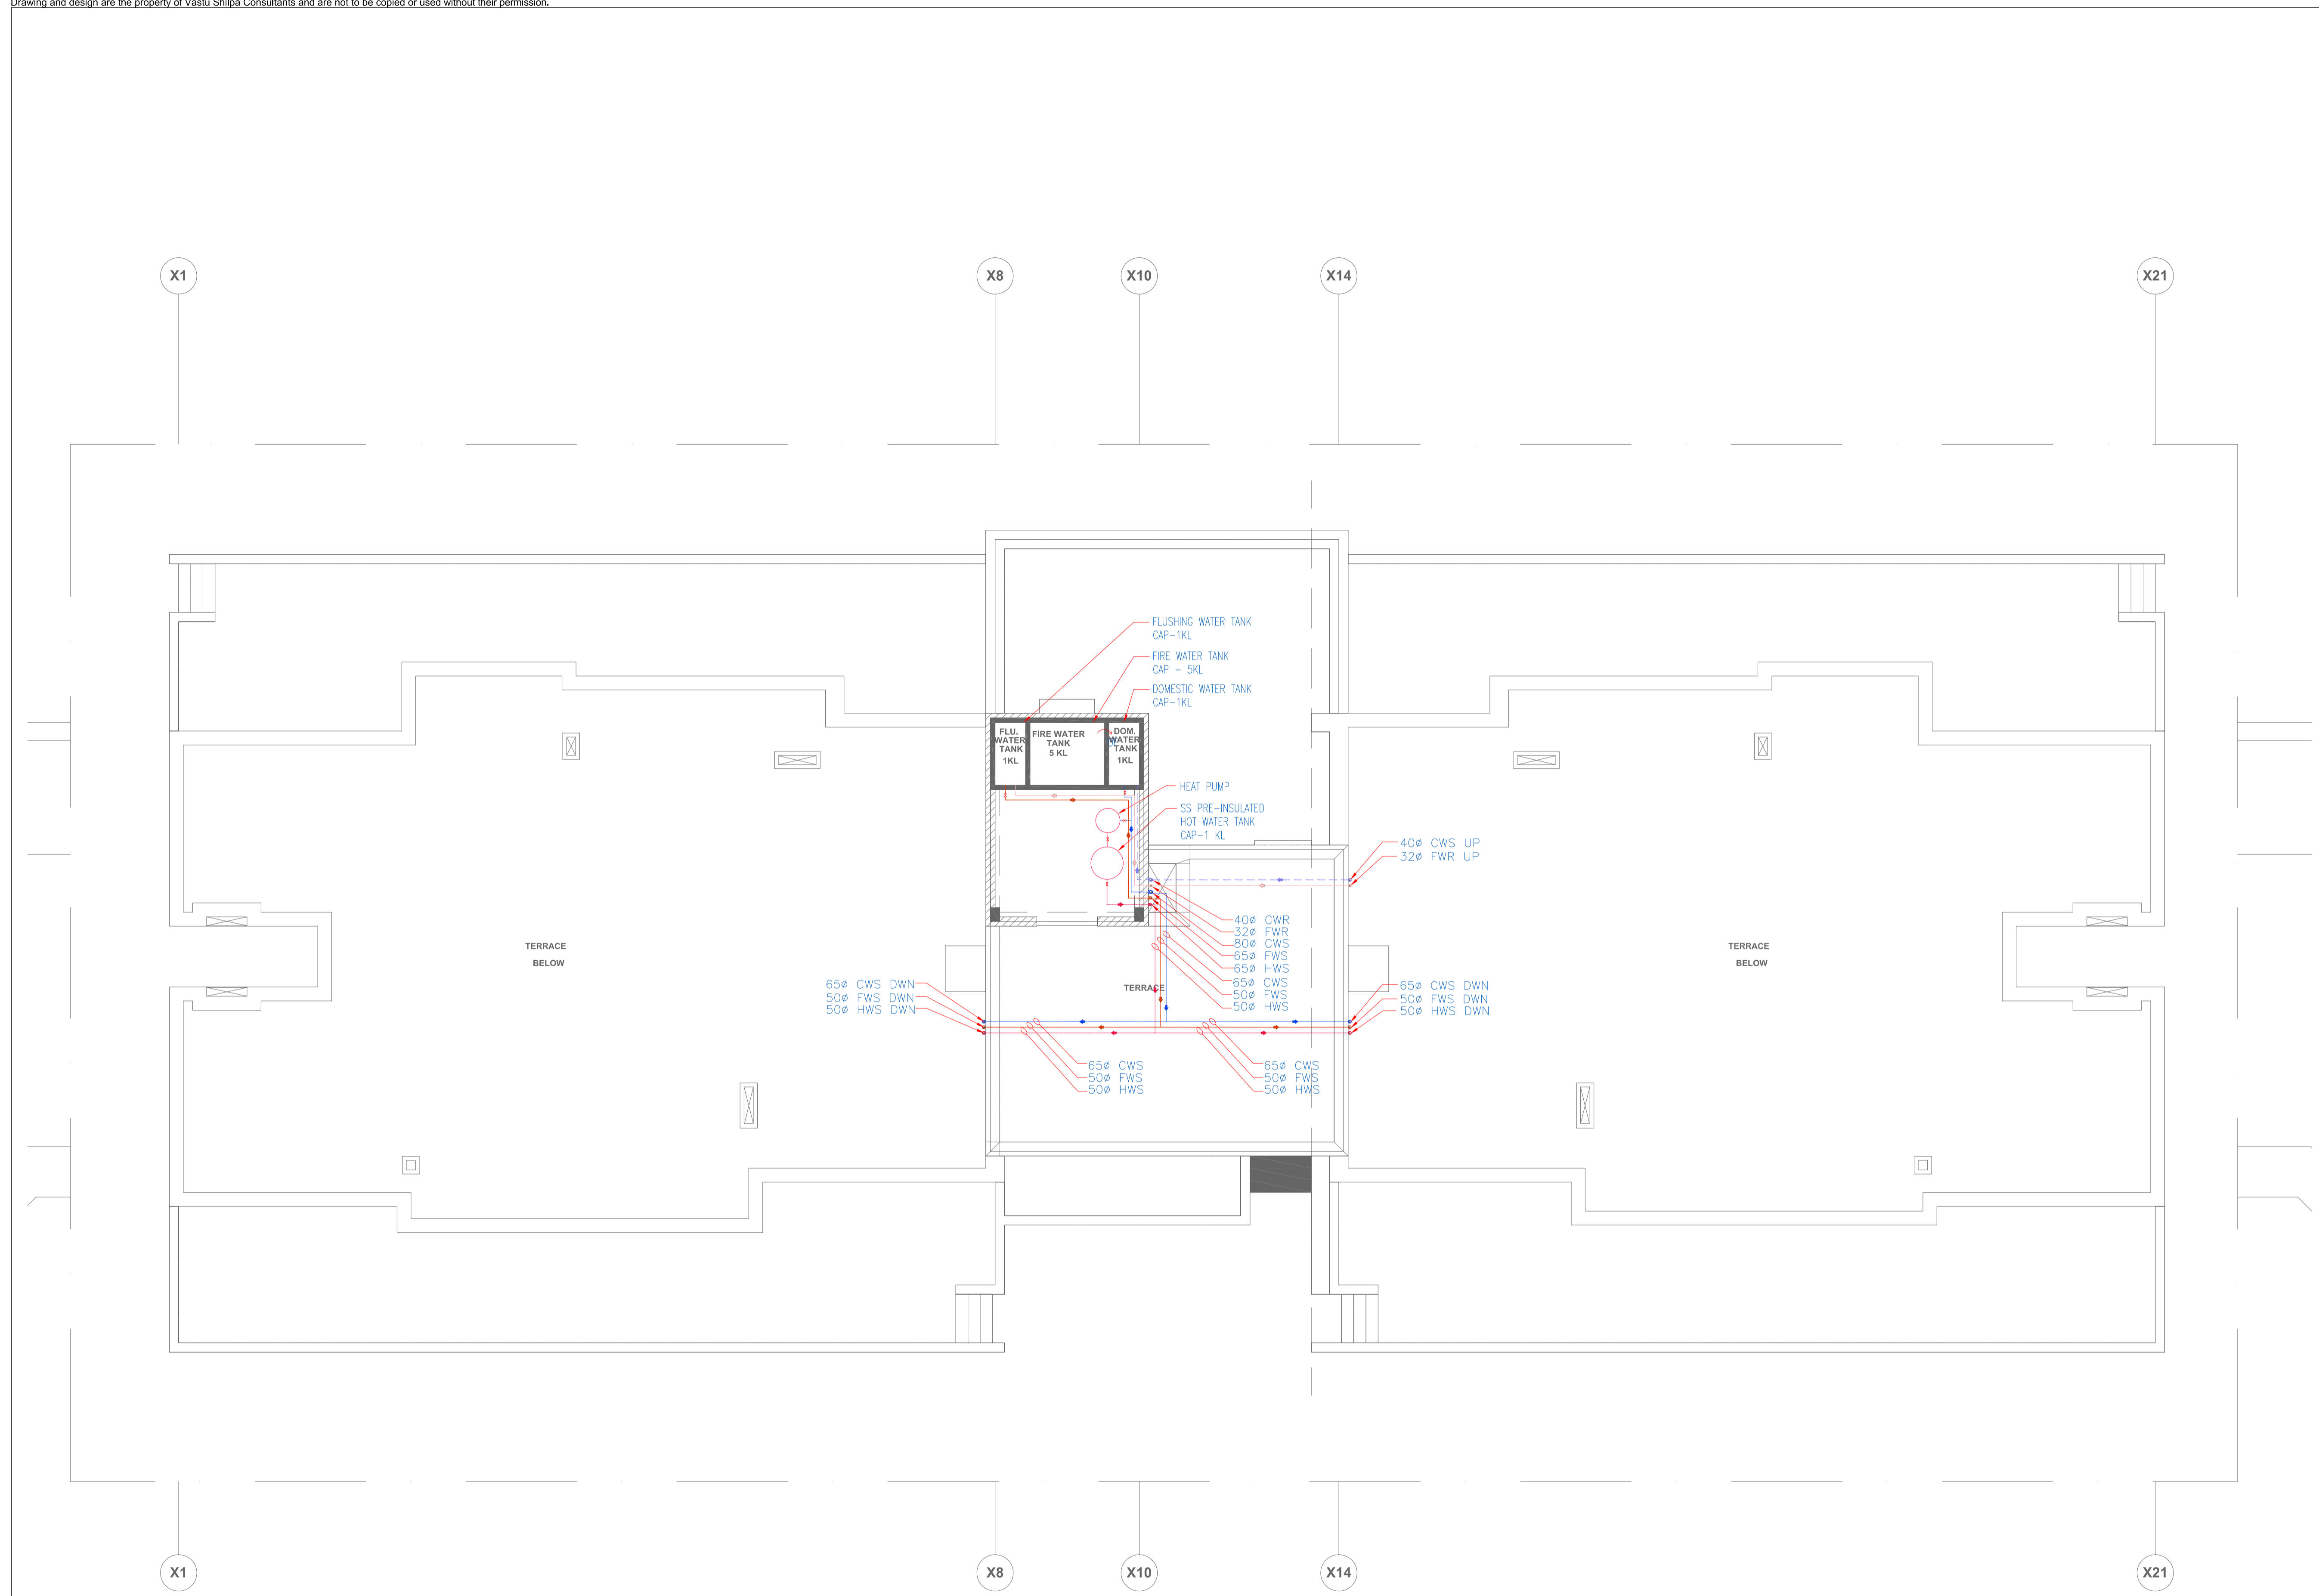 Drawing and design are the property of Vastu Shilpa Consultants and are not to be copied or used without their permission.
X1
X8
X10
X14
X21
FLUSHING WATER TANK
CAP-1KL
FIRE WATER TANK
CAP - 5KL
DOMESTIC WATER TANK
CAP-1KL
FLU.
WATER
TANK
1KL
FIRE WATER
TANK
5 KL
DOM.
WATER
TANK
1KL
HEAT PUMP
SS PRE-INSULATED
HOT WATER TANK
CAP-1 KL
40ø CWS UP
32ø FWR UP
40ø CWR
32ø FWR
80ø CWS
65ø FWS
65ø HWS
65ø CWS
50ø FWS
50ø HWS
TERRACE
BELOW
TERRACE
TERRACE
BELOW
65ø CWS DWN
50ø FWS DWN
50ø HWS DWN
65ø CWS DWN
50ø FWS DWN
50ø HWS DWN
65ø CWS
50ø FWS
50ø HWS
65ø CWS
50ø FWS
50ø HWS
X1
X8
X10
X14
X21